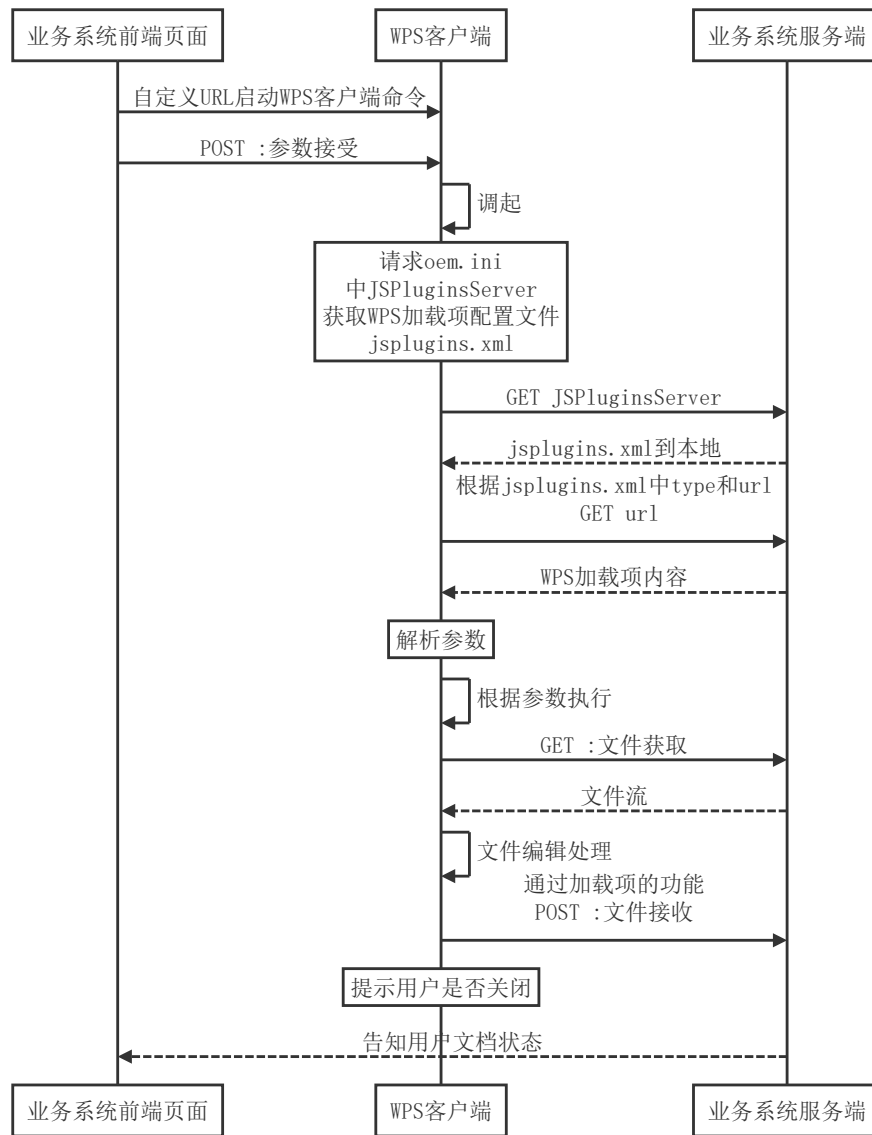 业务系统前端页面
WPS客户端
业务系统服务端
自定义URL启动WPS客户端命令
POST :参数接受
调起
请求oem.ini
中JSPluginsServer
获取WPS加载项配置文件
jsplugins.xml
GET JSPluginsServer
jsplugins.xml到本地
根据jsplugins.xml中type和url
GET url
WPS加载项内容
解析参数
根据参数执行
GET :文件获取
文件流
文件编辑处理
通过加载项的功能
POST :文件接收
提示用户是否关闭
告知用户文档状态
业务系统前端页面
WPS客户端
业务系统服务端